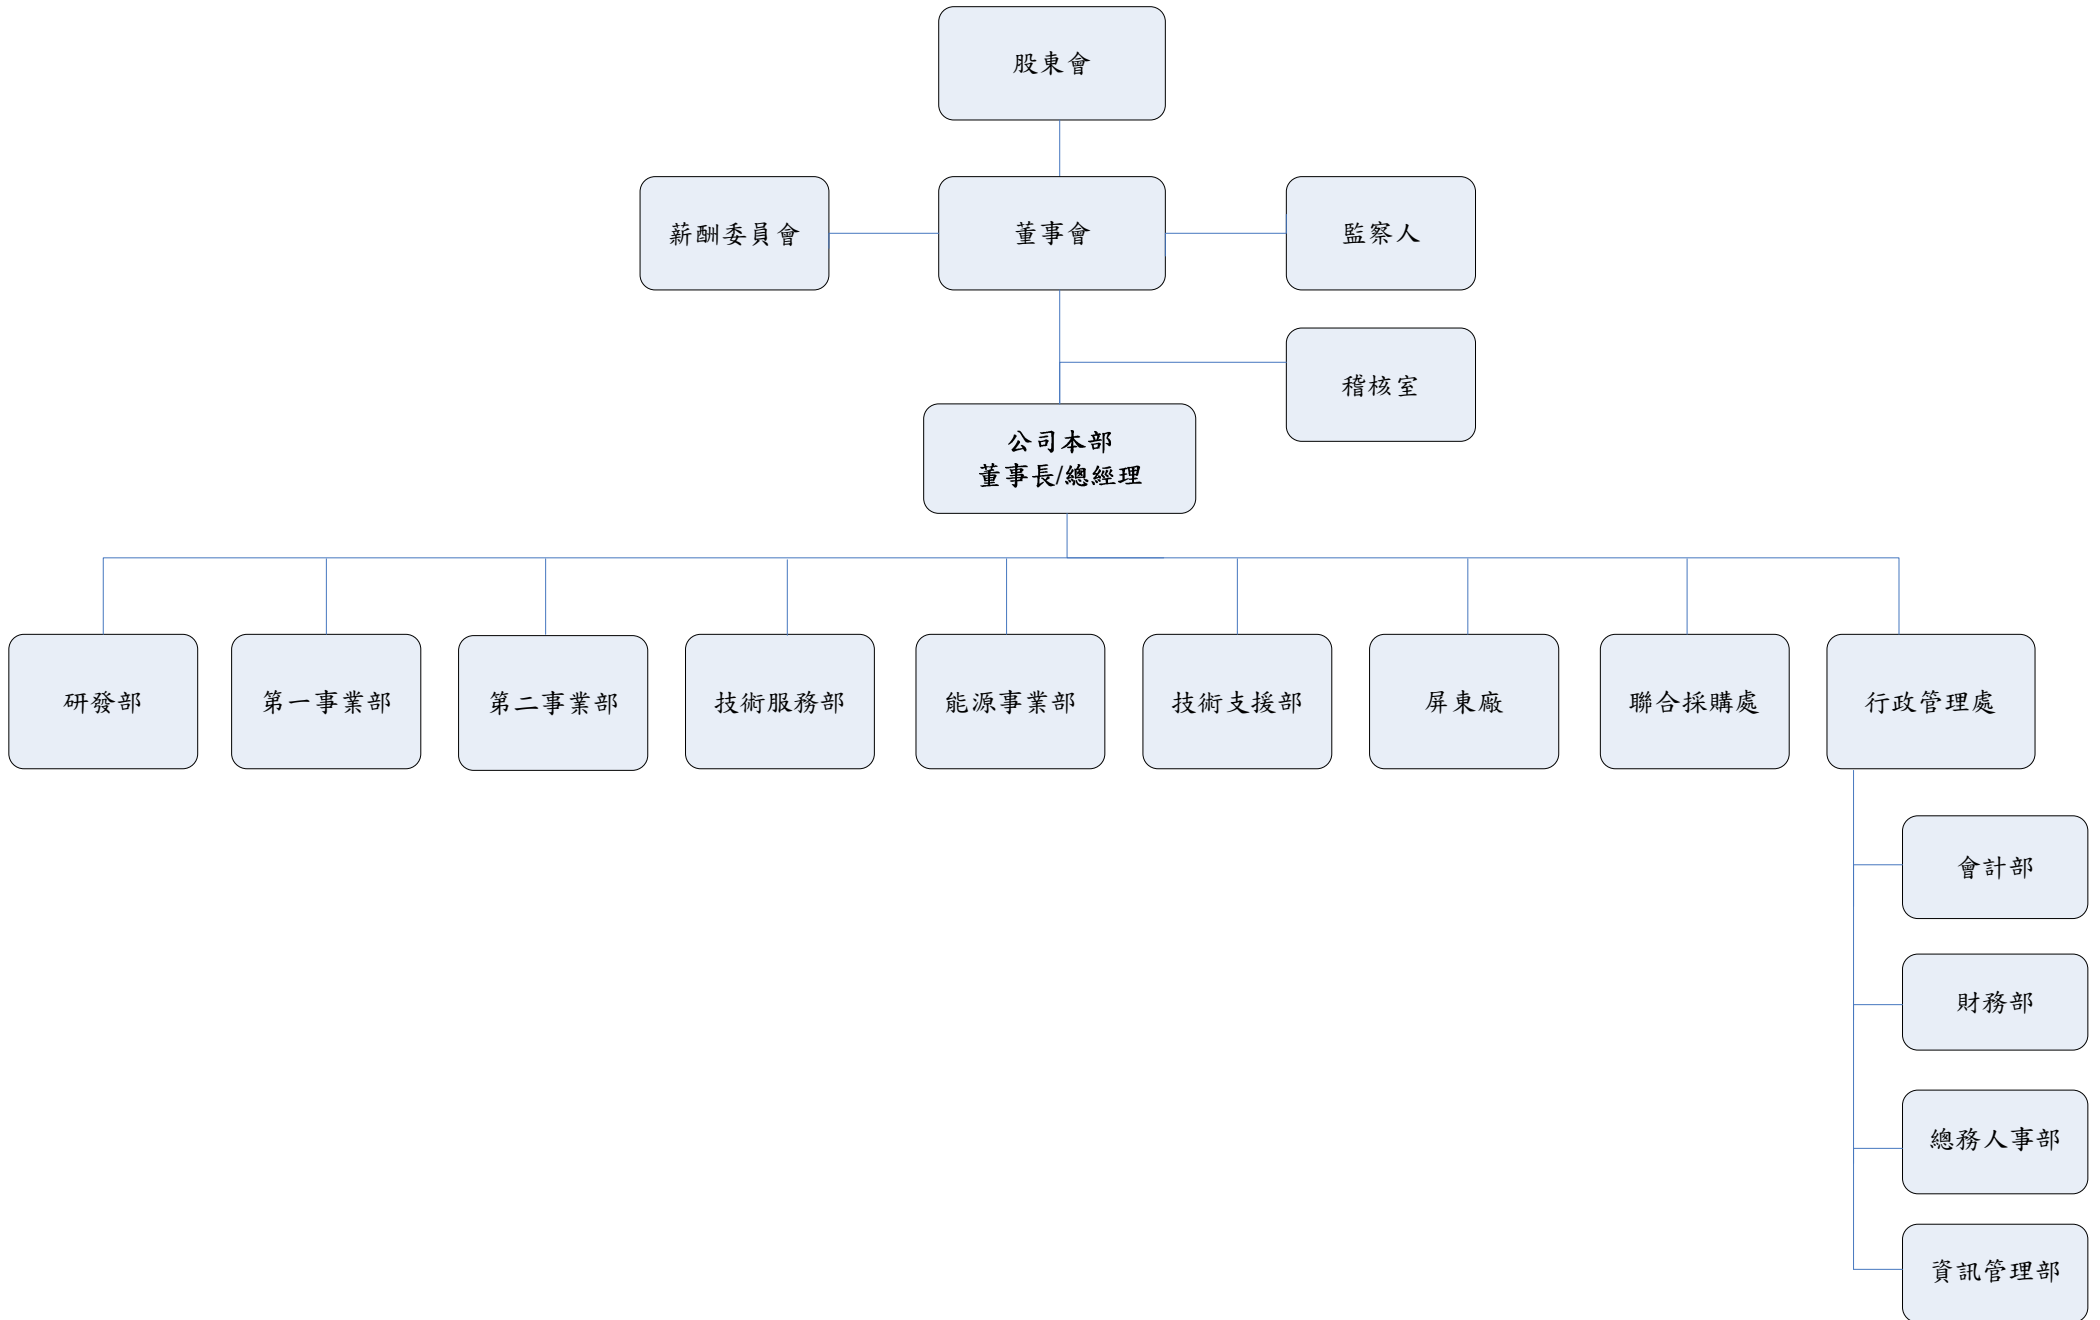 股東會
薪酬委員會
董事會
監察人
稽核室
公司本部
董事長/總經理
研發部
第一事業部
第二事業部
技術服務部
能源事業部
技術支援部
屏東廠
聯合採購處
行政管理處
會計部
財務部
總務人事部
資訊管理部